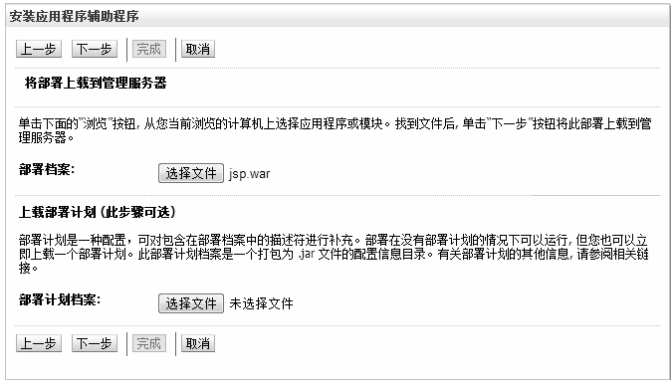 安装应用程序辅助程序
上一步 下一步 完成 取消
将部署上载到管理服务器
单击下面的"浏览"按钮, 从您当前浏览的计算机上选择应用程序或模块。找到文件后, 单击"下一步"按钮将此部署上载到管
理服务器。
部署档案: 选择文件 jsp.war
上载部署计划 (此步骤可选)
部署计划是一种配置，可对包含在部署档案中的描述符进行补充。部署在没有部署计划的情况下可以运行, 但您也可以立
即上载一个部署计划。此部署计划档案是一个打包为 .jar 文件的配置信息目录。有关部署计划的其他信息, 请参阅相关链
接。
部署计划档案: 选择文件 未选择文件
上一步 下一步 完成 取消